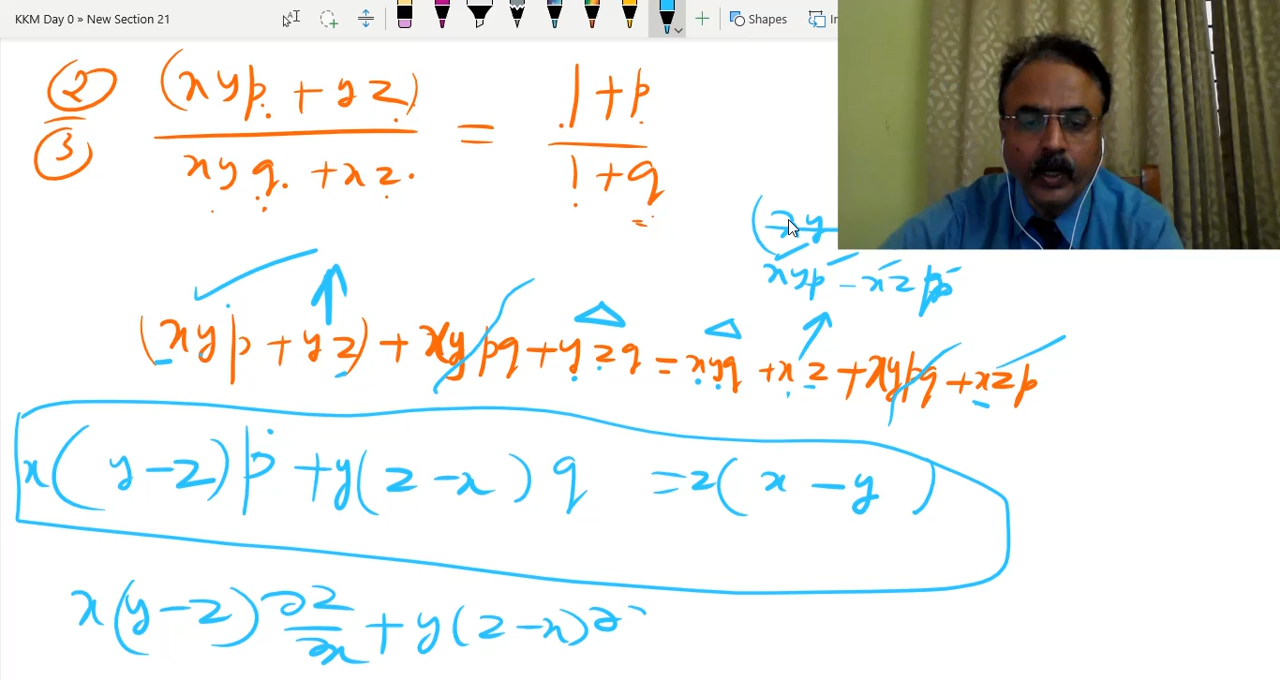 KKM Day 0 » New Section 21
Shapes
② (xyp + yz) / ③ xyq + xz = 1+p / 1+q
(xy
xyp - xzp
(xyp + yz) + xypq + yzq = xyq + xz + xypq + xzp
x(y-z)p + y(z-x)q = z(x-y)
x(y-z) ∂z/∂x + y(z-x)∂